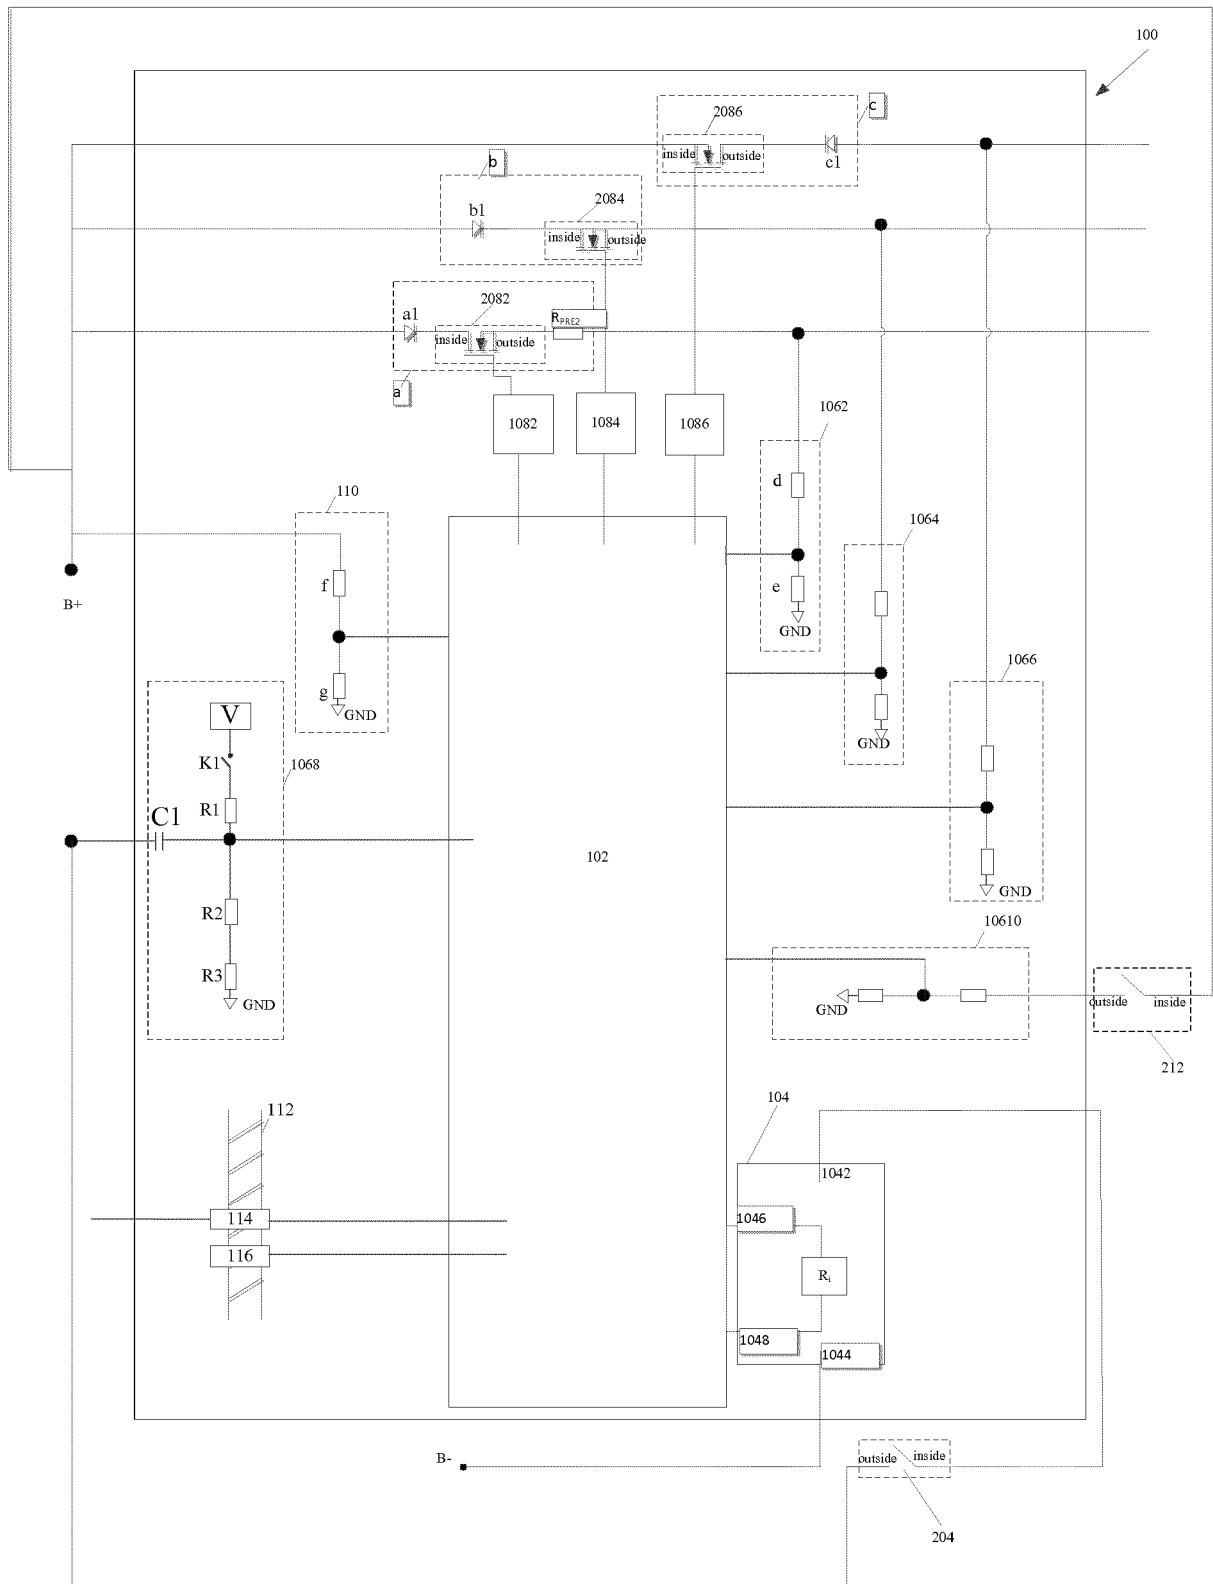 100
2086
c
inside
outside
c1
b
2084
b1
inside
outside
2082
a1
RPRE2
inside
outside
a
1082
1084
1086
1062
d
110
1064
f
e
B+
GND
1066
g
GND
V
GND
K1
1068
R1
C1
102
GND
R2
10610
R3
GND
GND
outside
inside
212
104
112
1042
114
1046
116
Ri
1048
1044
B-
outside
inside
204